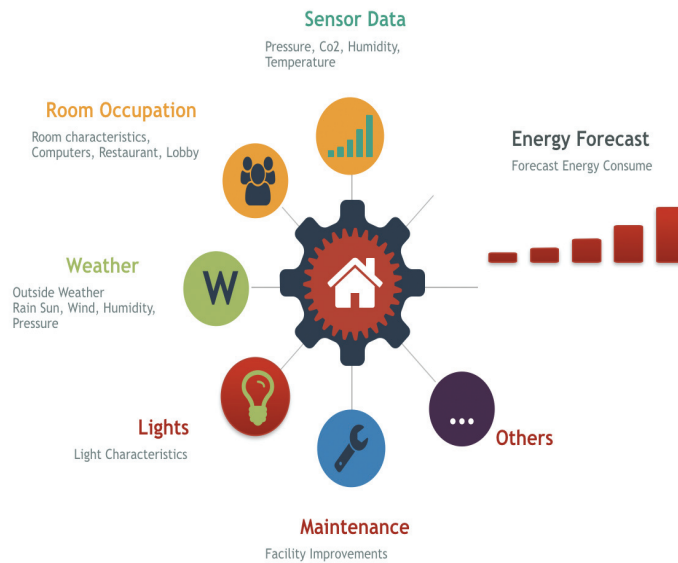 Sensor Data
Pressure, Co2, Humidity,
Temperature
Room Occupation
Room characteristics,
Computers, Restaurant, Lobby
Energy Forecast
Forecast Energy Consume
Weather
Outside Weather
Rain Sun, Wind, Humidity,
Pressure
W
Lights
Light Characteristics
...
Others
Maintenance
Facility Improvements